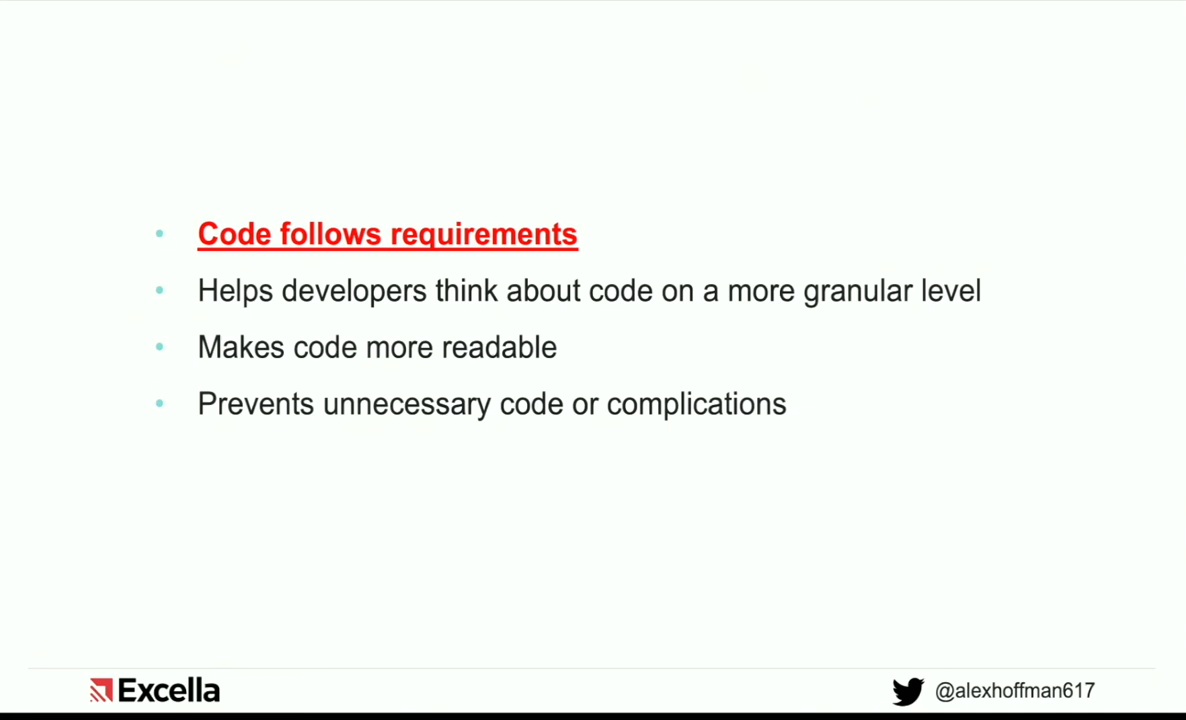 • Code follows requirements
• Helps developers think about code on a more granular level
• Makes code more readable
• Prevents unnecessary code or complications
Excella
@alexhoffman617